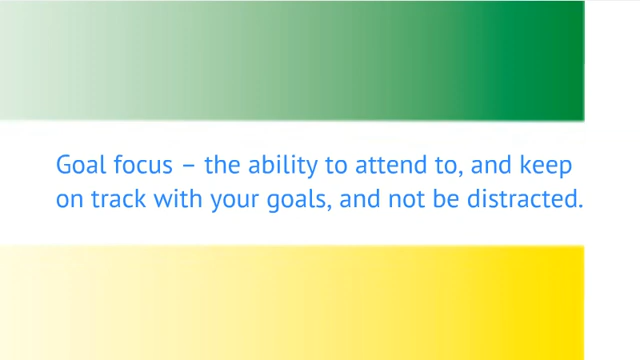 Goal focus – the ability to attend to, and keep
on track with your goals, and not be distracted.